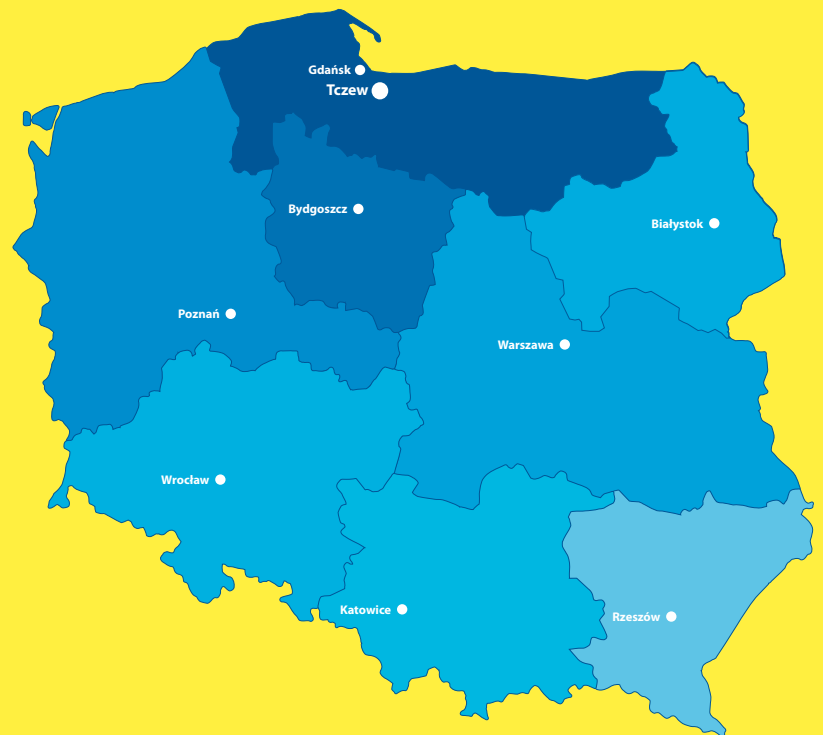 Gdańsk
Tczew
Bydgoszcz
Białystok
Poznań
Warszawa
Wrocław
Katowice
Rzeszów